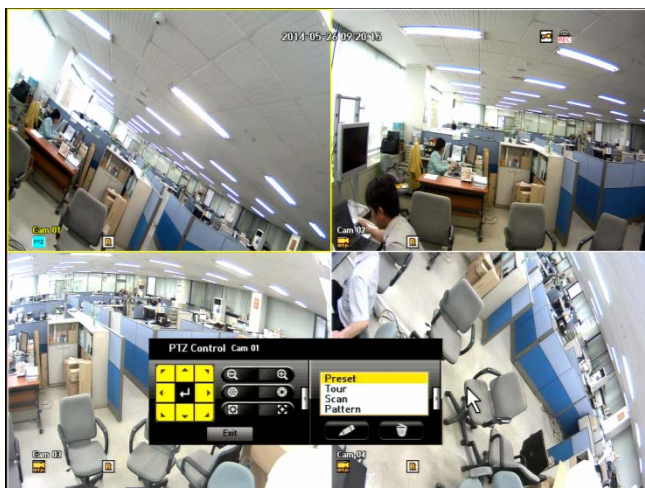 2014-05-26 09:20:15
REC
Cam 01
PTZ
R
Cam 02
R
PTZ Control Cam 01
Preset
Tour
Scan
Pattern
Exit
Cam 03
R
Cam 04
R